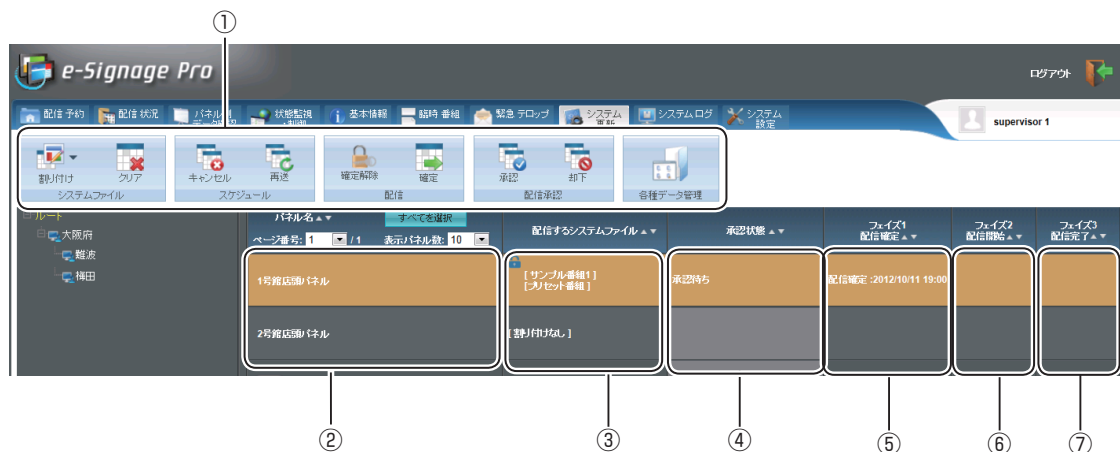 ①
e-Signage Pro
ログアウト
配信 予約 配信 状況 パネル別 状態監視 基本情報 臨時 番組 緊急 テロップ システム システム ログ システム
・制御 更新 設定
supervisor 1
割り付け クリア キャンセル 再送 確定解除 確定 承認 却下
システムファイル スケジュール 配信 配信承認 各種データ管理
ルート
大阪府
難波
梅田
パネル名▲▼ すべてを選択
ページ番号: 1 / 1 表示パネル数: 10
配信するシステムファイル▲▼ 承認状態▲▼
フェイズ1 フェイズ2 フェイズ3
配信確定▲▼ 配信開始▲▼ 配信完了▲▼
1号館店頭パネル
[ サンプル番組1 ]
[プリセット番組 ]
承認待ち
配信確定 :2012/10/11 19:00
2号館店頭パネル
[ 割り付けなし ]
② ③ ④ ⑤ ⑥ ⑦